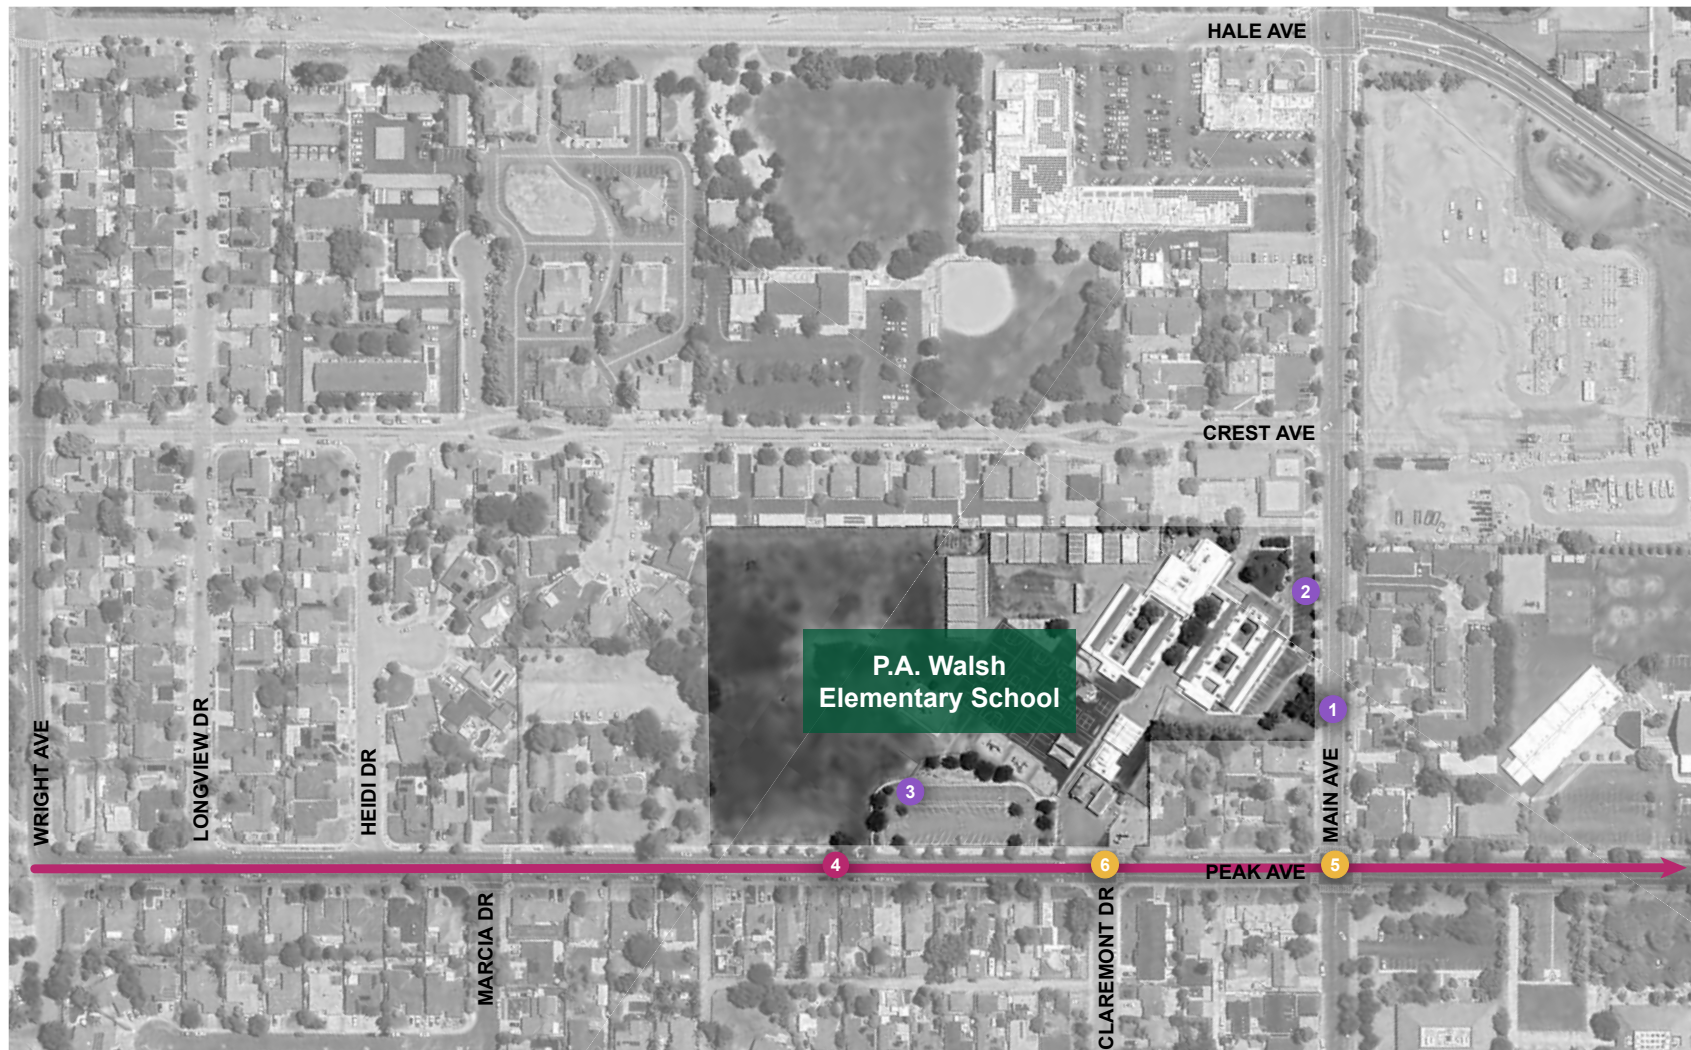 HALE AVE
CREST AVE
2
P.A. Walsh
Elementary School
1
3
WRIGHT AVE
LONGVIEW DR
HEIDI DR
MAIN AVE
4
6
PEAK AVE
5
MARCIA DR
CLAREMONT DR